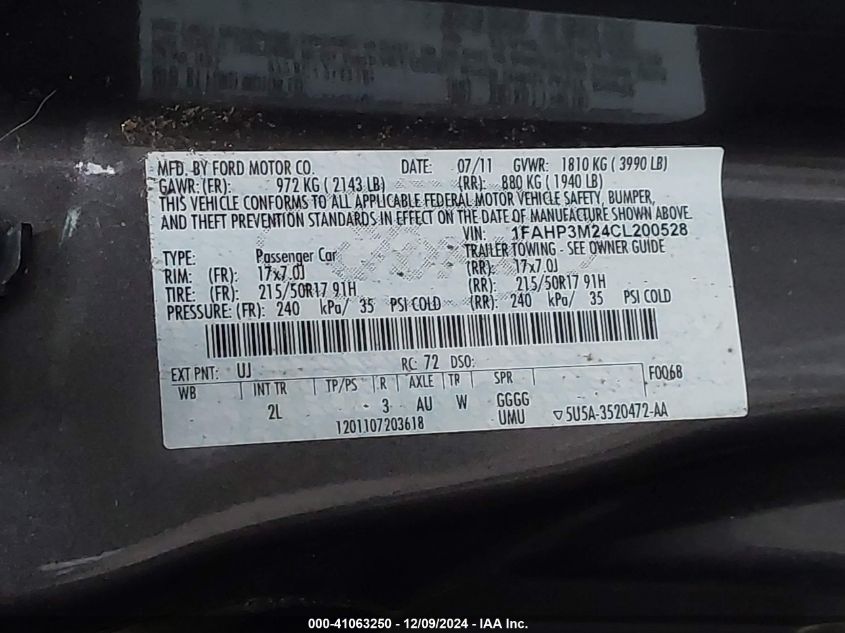 MFD. BY FORD MOTOR CO. DATE: 07/11 GVWR: 1810 KG ( 3990 LB)
GAWR: (FR): 972 KG ( 2143 LB) (RR): 880 KG ( 1940 LB)
THIS VEHICLE CONFORMS TO ALL APPLICABLE FEDERAL MOTOR VEHICLE SAFETY, BUMPER,
AND THEFT PREVENTION STANDARDS IN EFFECT ON THE DATE OF MANUFACTURE SHOWN ABOVE.
VIN: 1FAHP3M24CL200528
TYPE: Passenger Car TRAILER TOWING - SEE OWNER GUIDE
RIM: (FR): 17x7.0J (RR): 17x7.0J
TIRE: (FR): 215/50R17 91H (RR): 215/50R17 91H
PRESSURE: (FR): 240 kPa/ 35 PSI COLD (RR): 240 kPa/ 35 PSI COLD
EXT PNT: UJ RC: 72 DSO: F0068
WB INT TR TP/PS R AXLE TR SPR
2L 3 AU W GGGG
1201107203618 UMU ▽5U5A-3520472-AA
000-41063250 - 12/09/2024 - IAA Inc.